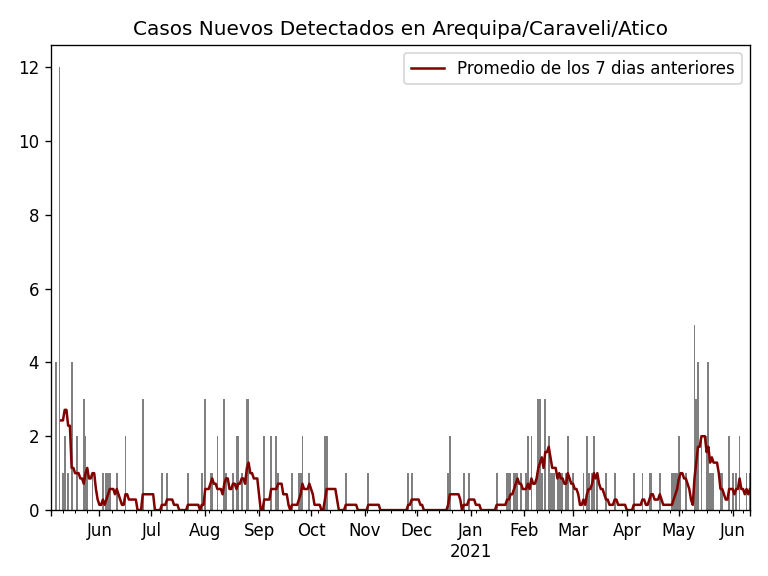 Casos Nuevos Detectados en Arequipa/Caraveli/Atico
Promedio de los 7 dias anteriores
12
10
8
6
4
2
0
Jun Jul Aug Sep Oct Nov Dec Jan Feb Mar Apr May Jun
2021